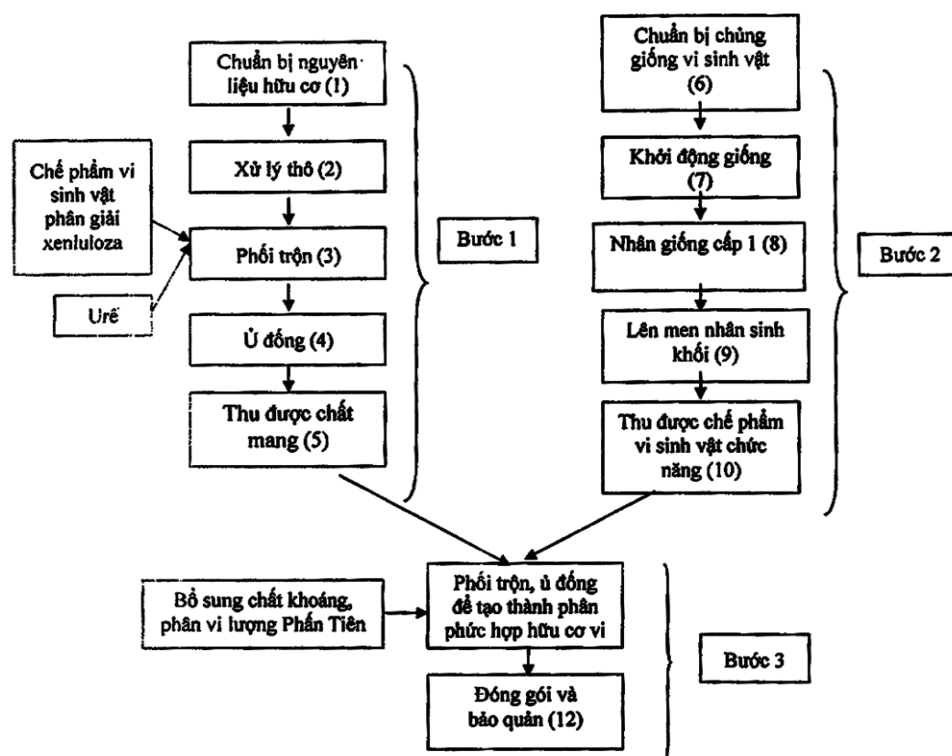 Chuẩn bị nguyên
liệu hữu cơ (1)
Xử lý thô (2)
Chế phẩm vi
sinh vật
phân giải
xenluloza
Phối trộn (3)
Urê
Ủ đống (4)
Thu được chất
mang (5)
Bước 1
Chuẩn bị chủng
giống vi sinh vật
(6)
Khởi động giống
(7)
Nhân giống cấp 1 (8)
Lên men nhân sinh
khối (9)
Thu được chế phẩm
vi sinh vật chức
năng (10)
Bước 2
Bổ sung chất khoáng,
phân vi lượng Phấn Tiên
Phối trộn, ủ đống
để tạo thành phân
phức hợp hữu cơ vi
Đóng gói và
bảo quản (12)
Bước 3